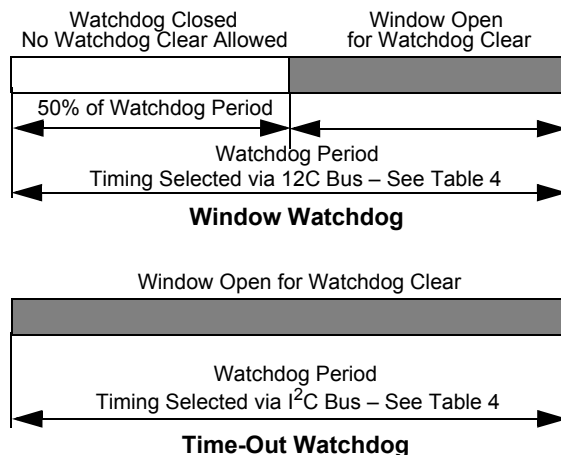 Watchdog Closed
No Watchdog Clear Allowed
Window Open
for Watchdog Clear
50% of Watchdog Period
Watchdog Period
Timing Selected via 12C Bus – See Table 4
Window Watchdog
Window Open for Watchdog Clear
Watchdog Period
Timing Selected via I²C Bus – See Table 4
Time-Out Watchdog